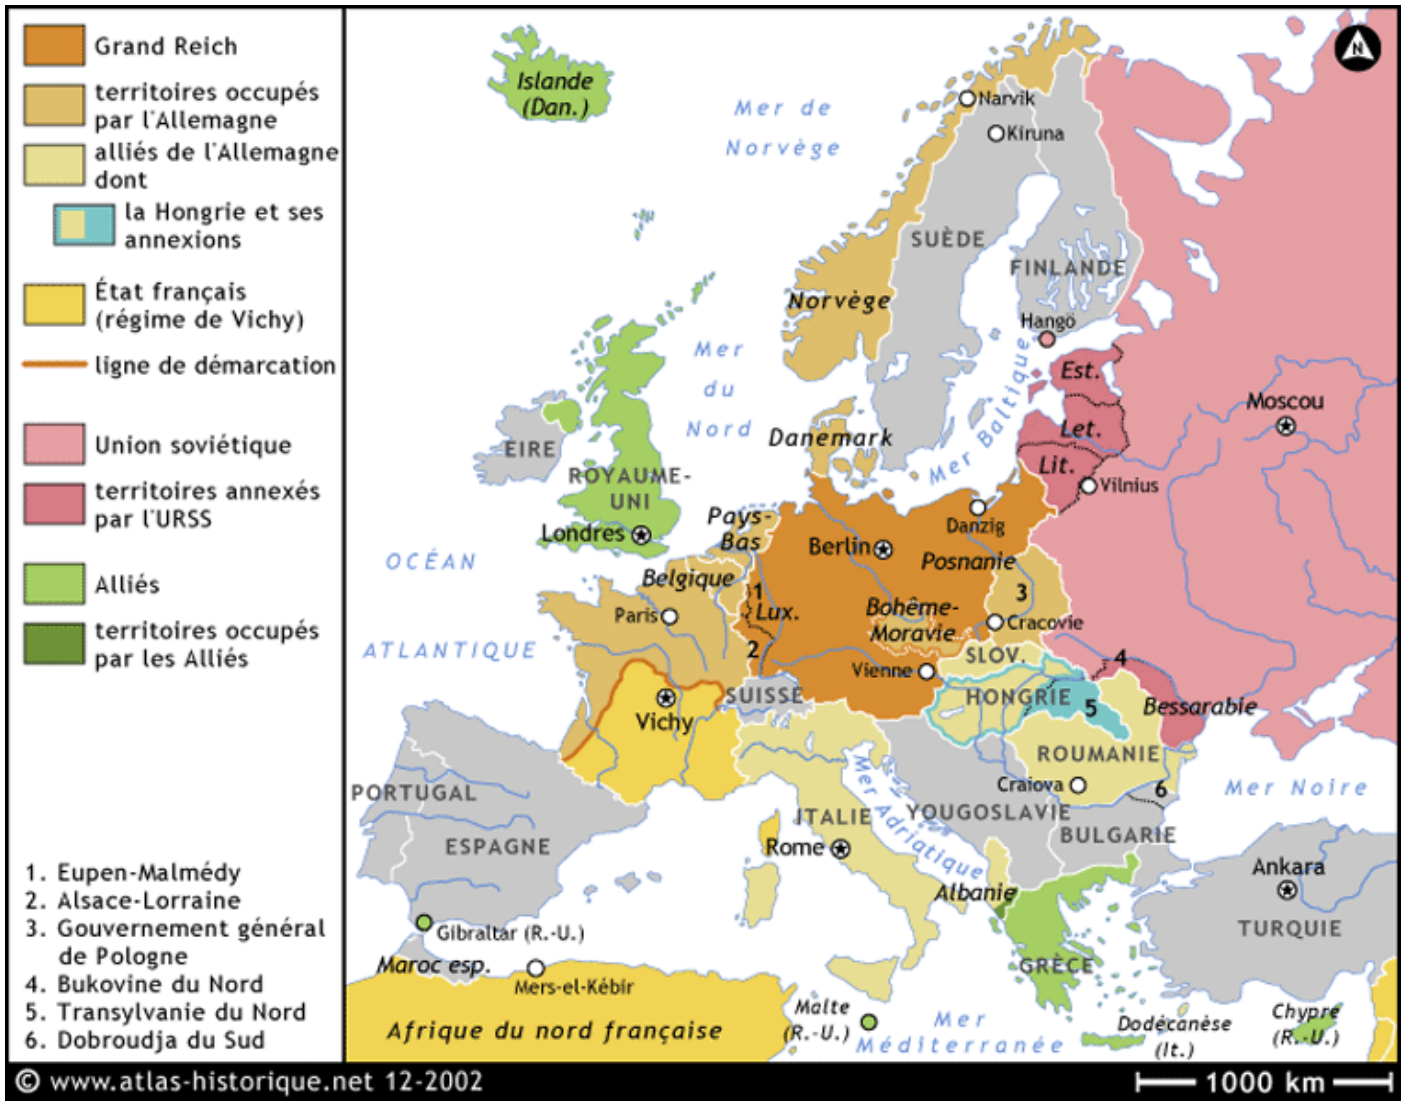 Grand Reich
territoires occupés
par l'Allemagne
alliés de l'Allemagne
dont
la Hongrie et ses
annexions
État français
(régime de Vichy)
ligne de démarcation
Union soviétique
territoires annexés
par l'URSS
Alliés
territoires occupés
par les Alliés
1. Eupen-Malmédy
2. Alsace-Lorraine
3. Gouvernement général
de Pologne
4. Bukovine du Nord
5. Transylvanie du Nord
6. Dobroudja du Sud
N
Islande
(Dan.)
Mer de
Norvège
Narvik
Kiruna
SUÈDE
FINLANDE
Norvège
Hangö
Mer
du
Nord
Mer Baltique
Est.
Let.
Lit.
Vilnius
Moscou
Danemark
EIRE
ROYAUME-
UNI
Londres
Pays-
Bas
Berlin
Danzig
Posnanie
OCÉAN
ATLANTIQUE
Belgique
1
Lux.
Paris
2
Bohême-
Moravie
3
Cracovie
Vienne
SLOV.
4
SUISSE
HONGRIE
5
Bessarabie
Vichy
ROUMANIE
Craiova
6
Mer Noire
PORTUGAL
ESPAGNE
ITALIE
Rome
Mer Adriatique
YOUGOSLAVIE
BULGARIE
Ankara
TURQUIE
Albanie
GRÈCE
Gibraltar (R.-U.)
Maroc esp.
Mers-el-Kébir
Afrique du nord française
Malte
(R.-U.)
Mer
Méditerranée
Dodécanèse
(It.)
Chypre
(R.-U.)
© www.atlas-historique.net 12-2002
1000 km